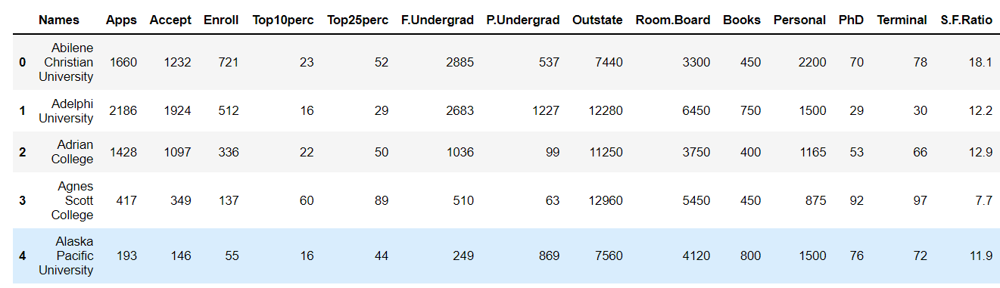 Names Apps Accept Enroll Top10perc Top25perc F.Undergrad P.Undergrad Outstate Room.Board Books Personal PhD Terminal S.F.Ratio
Abilene
0 Christian 1660 1232 721 23 52 2885 537 7440 3300 450 2200 70 78 18.1
University
1 Adelphi 2186 1924 512 16 29 2683 1227 12280 6450 750 1500 29 30 12.2
University
2 Adrian 1428 1097 336 22 50 1036 99 11250 3750 400 1165 53 66 12.9
College
Agnes
3 Scott 417 349 137 60 89 510 63 12960 5450 450 875 92 97 7.7
College
Alaska
4 Pacific 193 146 55 16 44 249 869 7560 4120 800 1500 76 72 11.9
University